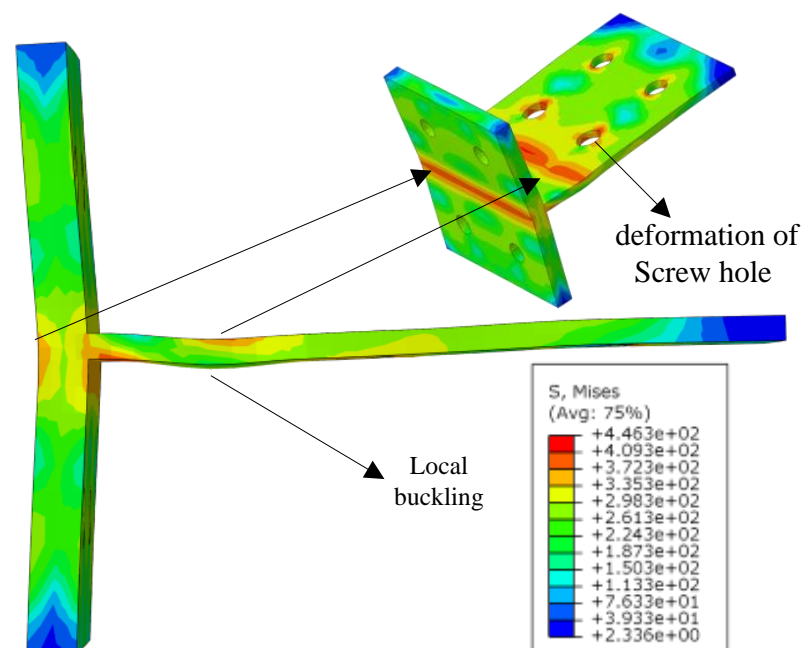 deformation of
Screw hole
Local
buckling
S, Mises
(Avg: 75%)
+4.463e+02
+4.093e+02
+3.723e+02
+3.353e+02
+2.983e+02
+2.613e+02
+2.243e+02
+1.873e+02
+1.503e+02
+1.133e+02
+7.633e+01
+3.933e+01
+2.336e+00